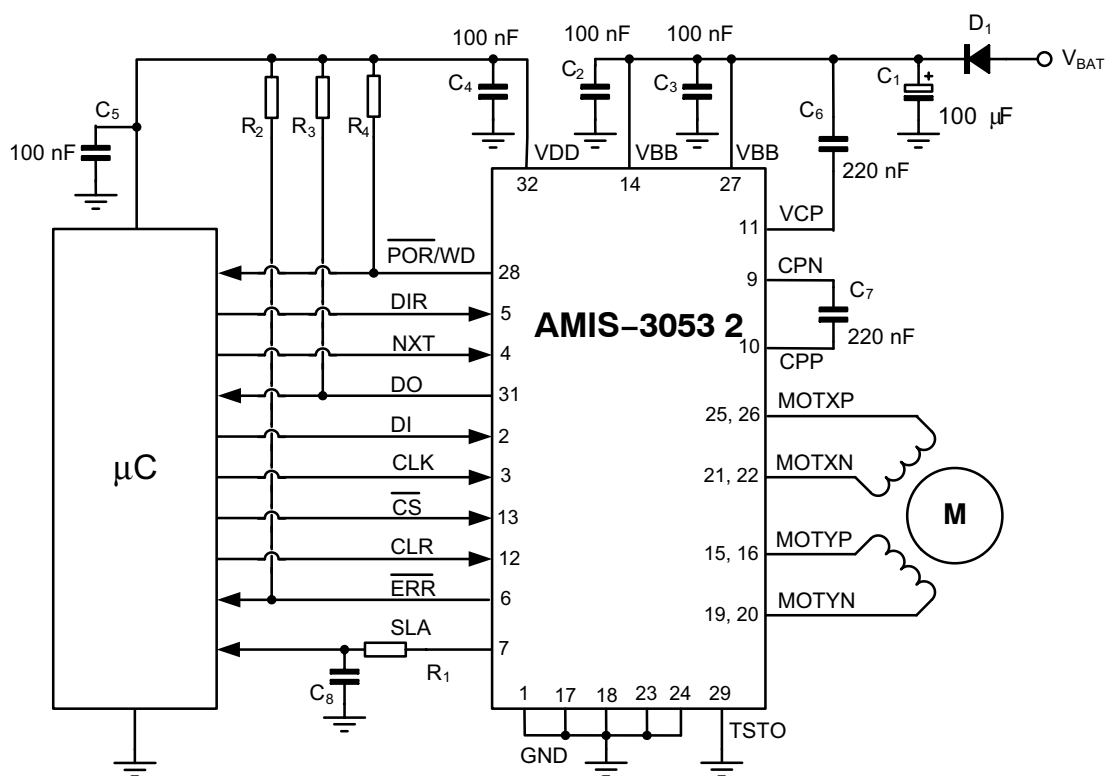 100 nF
100 nF
100 nF
D1
VBAT
C4
C2
C3
C1
+
100 µF
C5
C6
100 nF
R2
R3
R4
220 nF
VDD
VBB
VBB
32
14
27
11
VCP
POR/WD
28
9
CPN
C7
DIR
5
AMIS–3053 2
220 nF
NXT
4
10
CPP
DO
31
25, 26
MOTXP
DI
2
µC
CLK
3
21, 22
MOTXN
CS
13
M
CLR
12
15, 16
MOTYP
ERR
6
19, 20
MOTYN
SLA
7
R1
C8
1
17
18
23
24
29
GND
TSTO